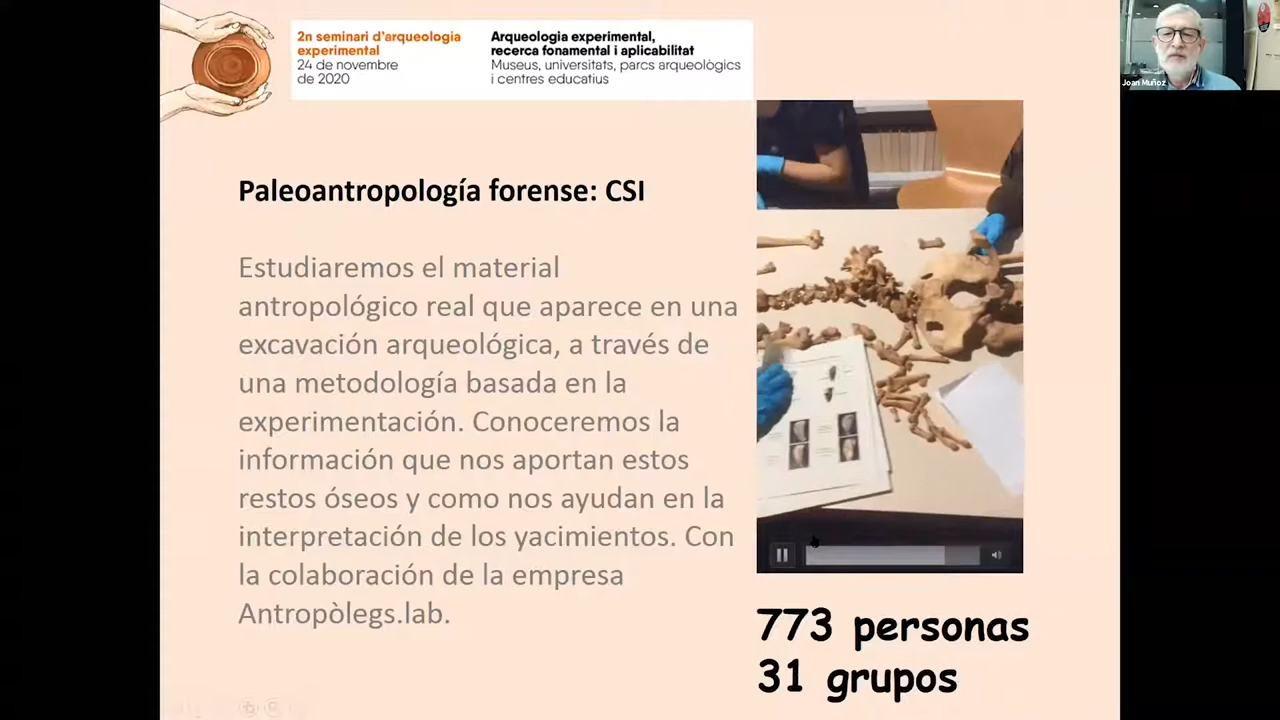 2n seminari d'arqueologia
experimental
24 de novembre
de 2020
Arqueologia experimental,
recerca fonamental i aplicabilitat
Museus, universitats, parcs arqueològics
i centres educatius
Joan Muñoz
Paleoantropología forense: CSI
Estudiaremos el material
antropológico real que aparece en una
excavación arqueológica, a través de
una metodología basada en la
experimentación. Conoceremos la
información que nos aportan estos
restos óseos y como nos ayudan en la
interpretación de los yacimientos. Con
la colaboración de la empresa
Antropòlegs.lab.
773 personas
31 grupos